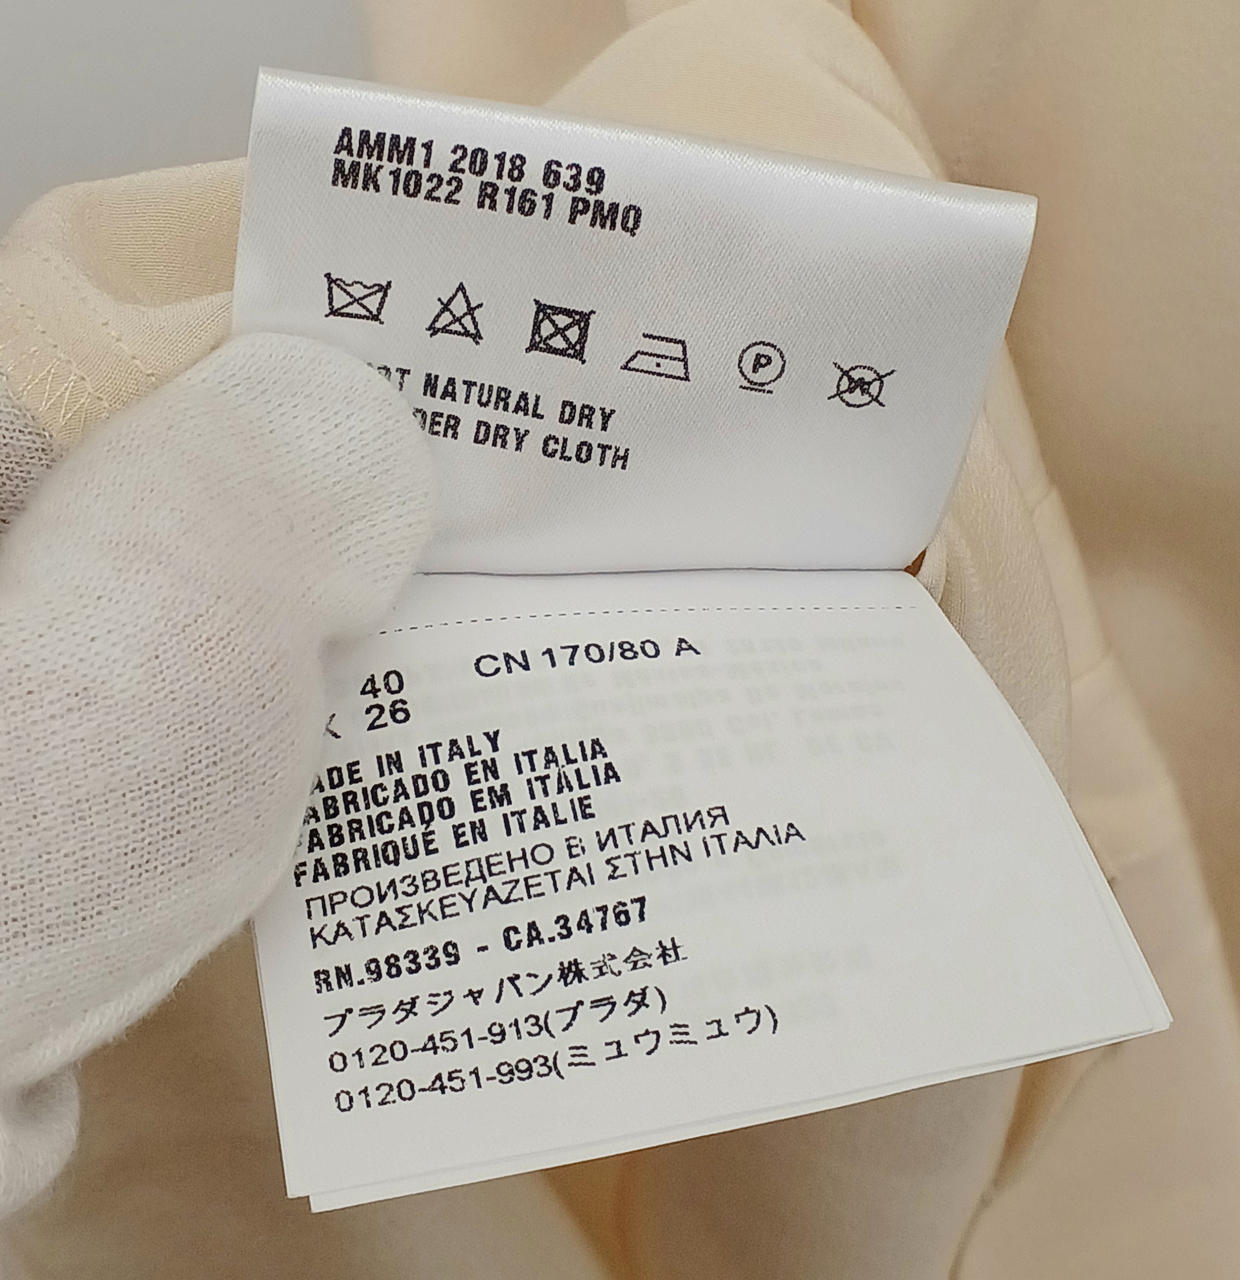 AMM1 2018 639
MK1022 R161 PMQ
P
NATURAL DRY
DRY CLOTH
40 CN 170/80 A
26
IN ITALY
FABRICADO EN ITALIA
FABRICADO EM ITÁLIA
FABRIQUÉ EN ITALIE
ПРОИЗВЕДЕНО В ИТАЛИЯ
ΚΑΤΑΣΚΕΥΑΖΕΤΑΙ ΣΤΗΝ ΙΤΑΛΙΑ
RN.98339 - CA.34767
プラダジャパン株式会社
0120-451-913(プラダ)
0120-451-993(ミュウミュウ)